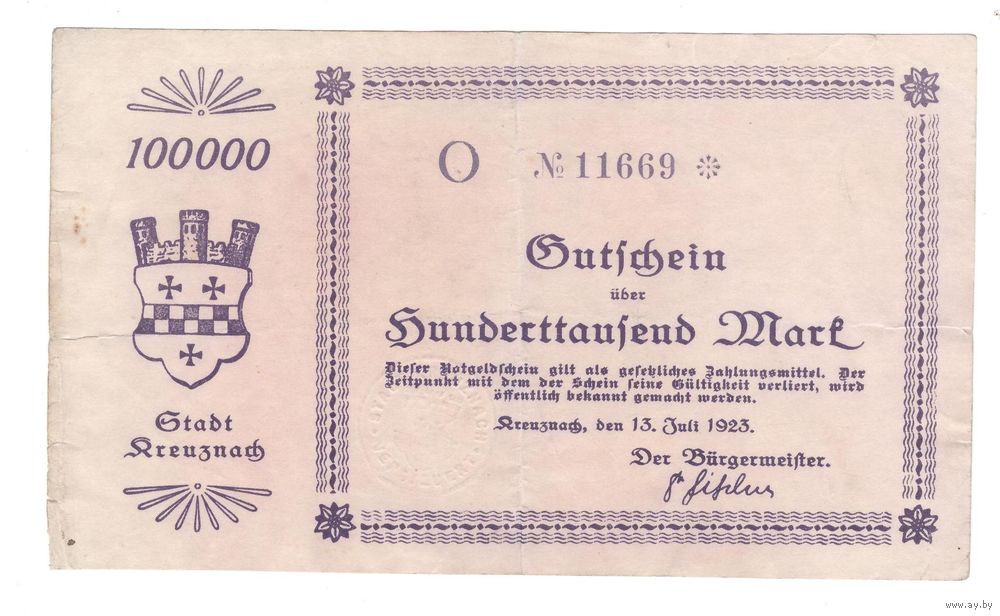 100000
Stadt
Kreuznach
O № 11669
Gutschein
über
Hunderttausend Mark
Dieser Notgeldschein gilt als gesetzliches Zahlungsmittel. Der
Zeitpunkt mit dem der Schein seine Gültigkeit verliert, wird
öffentlich bekannt gemacht werden.
Kreuznach, den 13. Juli 1923.
Der Bürgermeister.
www.ay.by